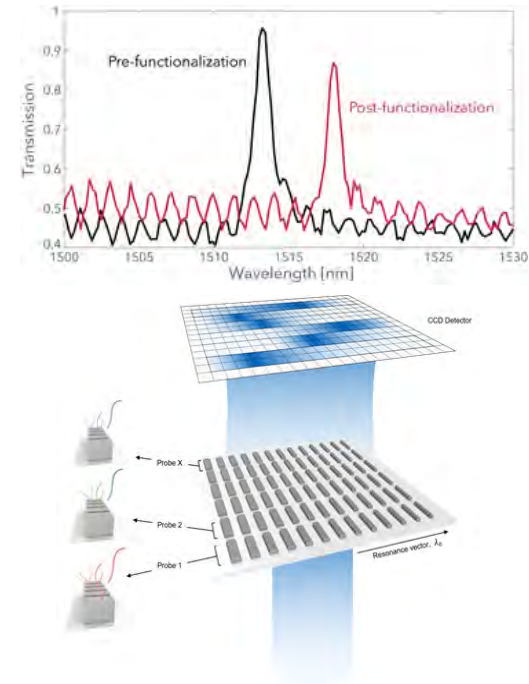 1
0.9
0.8
0.7
0.6
0.5
0.4
Transmission
Pre-functionalization
Post-functionalization
1500 1505 1510 1515 1520 1525 1530
Wavelength [nm]
CCD Detector
Probe X
Probe 2
Probe 1
Resonance vector, λ₀